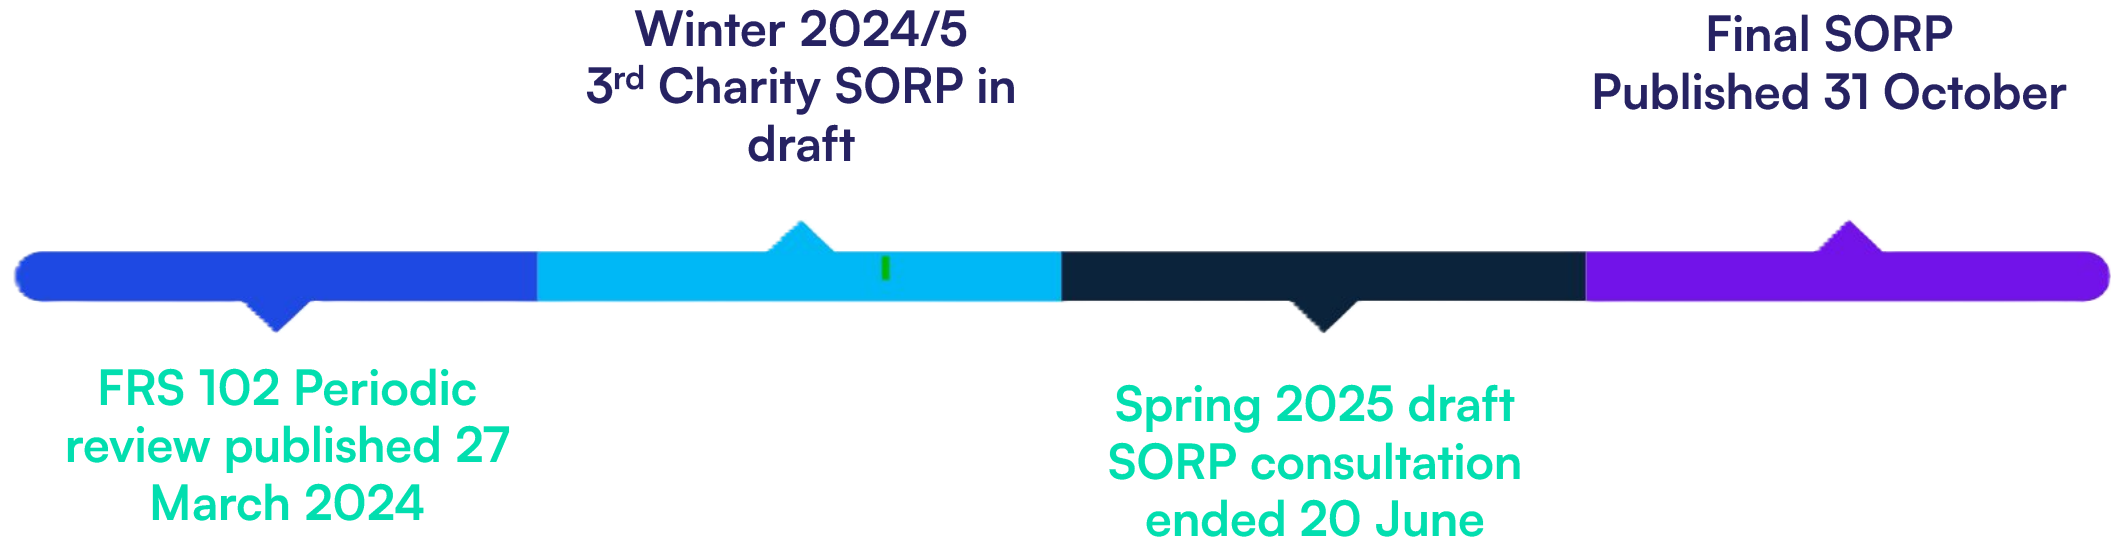 FRS 102 Periodic
review published 27
March 2024
Winter 2024/5
3rd Charity SORP in
draft
Spring 2025 draft
SORP consultation
ended 20 June
Final SORP
Published 31 October